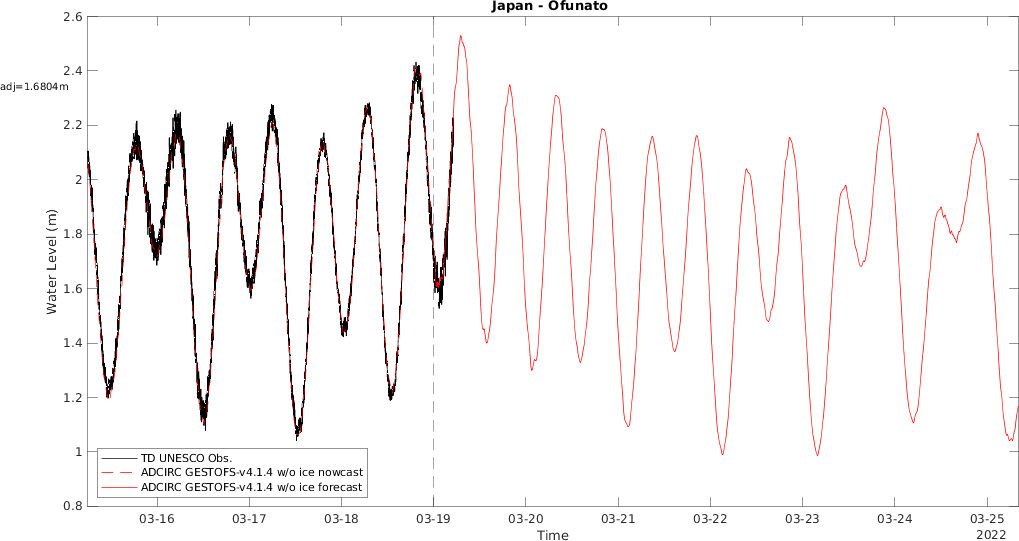 Japan - Ofunato
adj=1.6804m
Water Level (m)
2.6
2.4
2.2
2
1.8
1.6
1.4
1.2
1
0.8
TD UNESCO Obs.
ADCIRC GESTOFS-v4.1.4 w/o ice nowcast
ADCIRC GESTOFS-v4.1.4 w/o ice forecast
03-16 03-17 03-18 03-19 03-20 03-21 03-22 03-23 03-24 03-25
Time
2022